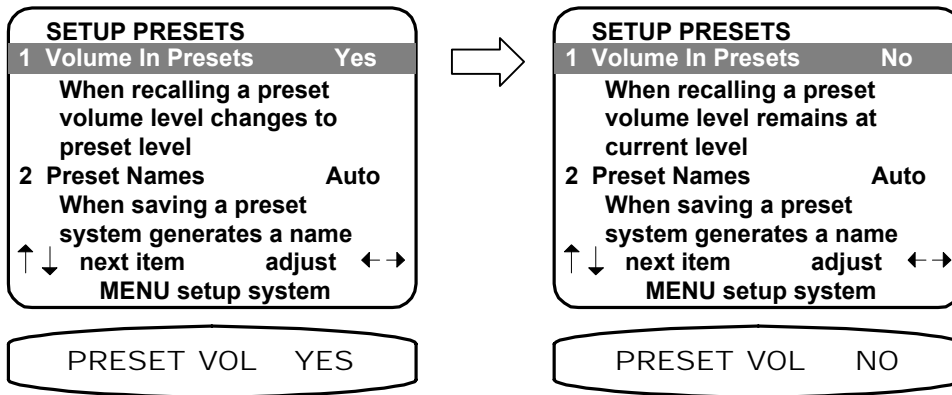 SETUP PRESETS
1 Volume In Presets Yes
When recalling a preset
volume level changes to
preset level
2 Preset Names Auto
When saving a preset
system generates a name
↑ ↓ next item adjust ← →
MENU setup system
PRESET VOL YES
SETUP PRESETS
1 Volume In Presets No
When recalling a preset
volume level remains at
current level
2 Preset Names Auto
When saving a preset
system generates a name
↑ ↓ next item adjust ← →
MENU setup system
PRESET VOL NO